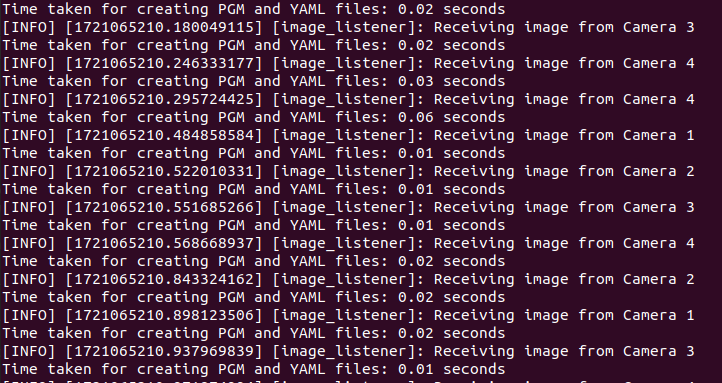 Time taken for creating PGM and YAML files: 0.02 seconds
[INFO] [1721065210.180049115] [image_listener]: Receiving image from Camera 3
Time taken for creating PGM and YAML files: 0.02 seconds
[INFO] [1721065210.246333177] [image_listener]: Receiving image from Camera 4
Time taken for creating PGM and YAML files: 0.03 seconds
[INFO] [1721065210.295724425] [image_listener]: Receiving image from Camera 4
Time taken for creating PGM and YAML files: 0.06 seconds
[INFO] [1721065210.484858584] [image_listener]: Receiving image from Camera 1
Time taken for creating PGM and YAML files: 0.01 seconds
[INFO] [1721065210.522010331] [image_listener]: Receiving image from Camera 2
Time taken for creating PGM and YAML files: 0.01 seconds
[INFO] [1721065210.551685266] [image_listener]: Receiving image from Camera 3
Time taken for creating PGM and YAML files: 0.01 seconds
[INFO] [1721065210.568668937] [image_listener]: Receiving image from Camera 4
Time taken for creating PGM and YAML files: 0.02 seconds
[INFO] [1721065210.843324162] [image_listener]: Receiving image from Camera 2
Time taken for creating PGM and YAML files: 0.02 seconds
[INFO] [1721065210.898123506] [image_listener]: Receiving image from Camera 1
Time taken for creating PGM and YAML files: 0.02 seconds
[INFO] [1721065210.937969839] [image_listener]: Receiving image from Camera 3
Time taken for creating PGM and YAML files: 0.01 seconds